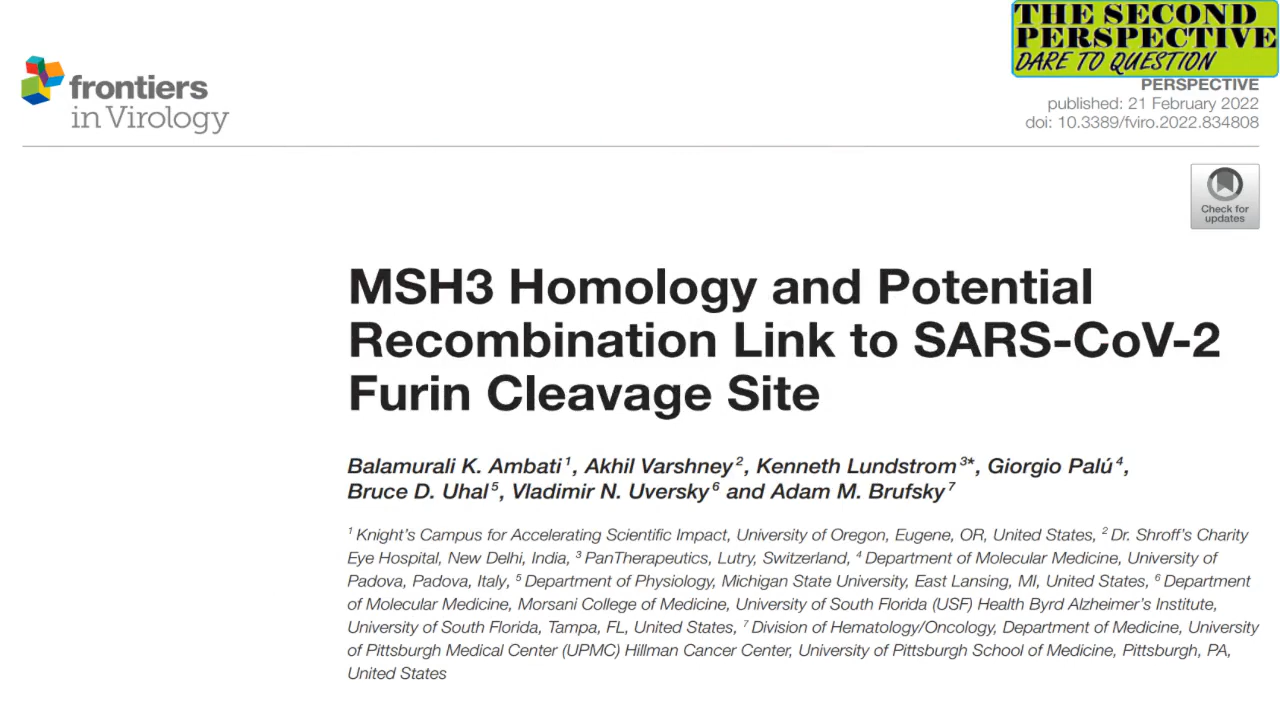 THE SECOND
PERSPECTIVE
DARE TO QUESTION
frontiers
in Virology
PERSPECTIVE
published: 21 February 2022
doi: 10.3389/fviro.2022.834808
Check for
updates
MSH3 Homology and Potential
Recombination Link to SARS-CoV-2
Furin Cleavage Site
Balamurali K. Ambati 1, Akhil Varshney 2, Kenneth Lundstrom 3*, Giorgio Palú 4,
Bruce D. Uhal 5, Vladimir N. Uversky 6 and Adam M. Brufsky 7
1 Knight's Campus for Accelerating Scientific Impact, University of Oregon, Eugene, OR, United States, 2 Dr. Shroff's Charity
Eye Hospital, New Delhi, India, 3 PanTherapeutics, Lutry, Switzerland, 4 Department of Molecular Medicine, University of
Padova, Padova, Italy, 5 Department of Physiology, Michigan State University, East Lansing, MI, United States, 6 Department
of Molecular Medicine, Morsani College of Medicine, University of South Florida (USF) Health Byrd Alzheimer's Institute,
University of South Florida, Tampa, FL, United States, 7 Division of Hematology/Oncology, Department of Medicine, University
of Pittsburgh Medical Center (UPMC) Hillman Cancer Center, University of Pittsburgh School of Medicine, Pittsburgh, PA,
United States